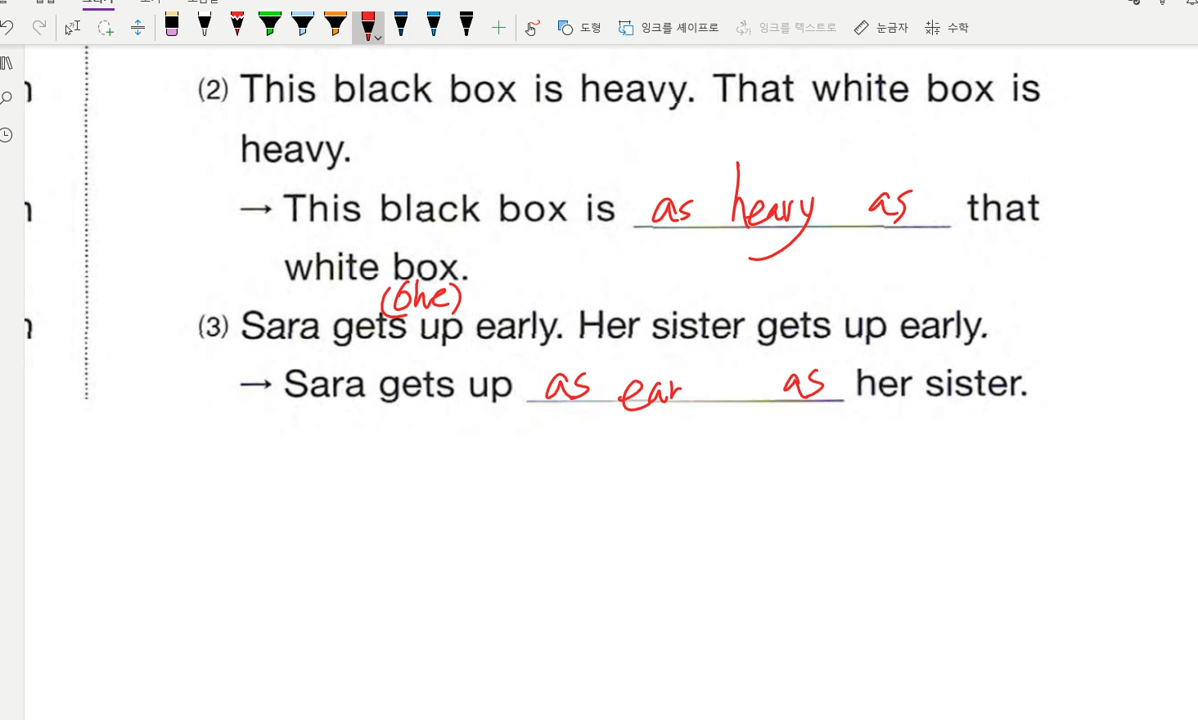 도형 잉크를 셰이프로 잉크를 텍스트로 눈금자 수학
(2) This black box is heavy. That white box is
heavy.
→ This black box is as heavy as that
white box.
(one)
(3) Sara gets up early. Her sister gets up early.
→ Sara gets up as ear as her sister.